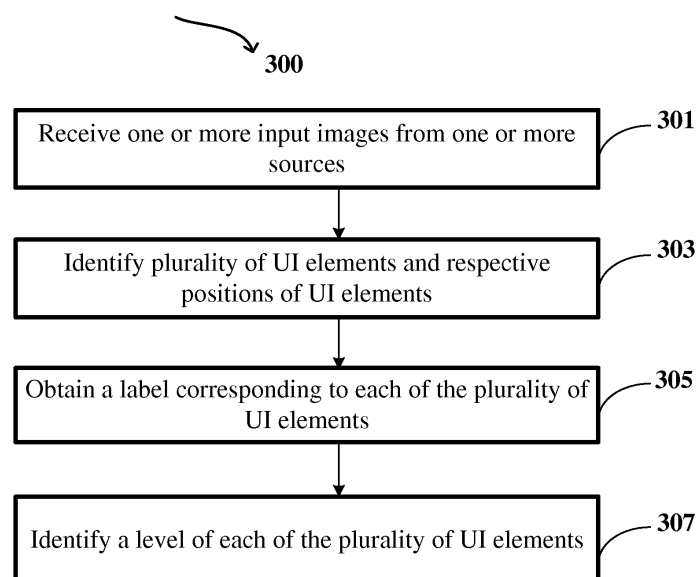 300
Receive one or more input images from one or more
sources
301
Identify plurality of UI elements and respective
positions of UI elements
303
Obtain a label corresponding to each of the plurality of
UI elements
305
Identify a level of each of the plurality of UI elements
307